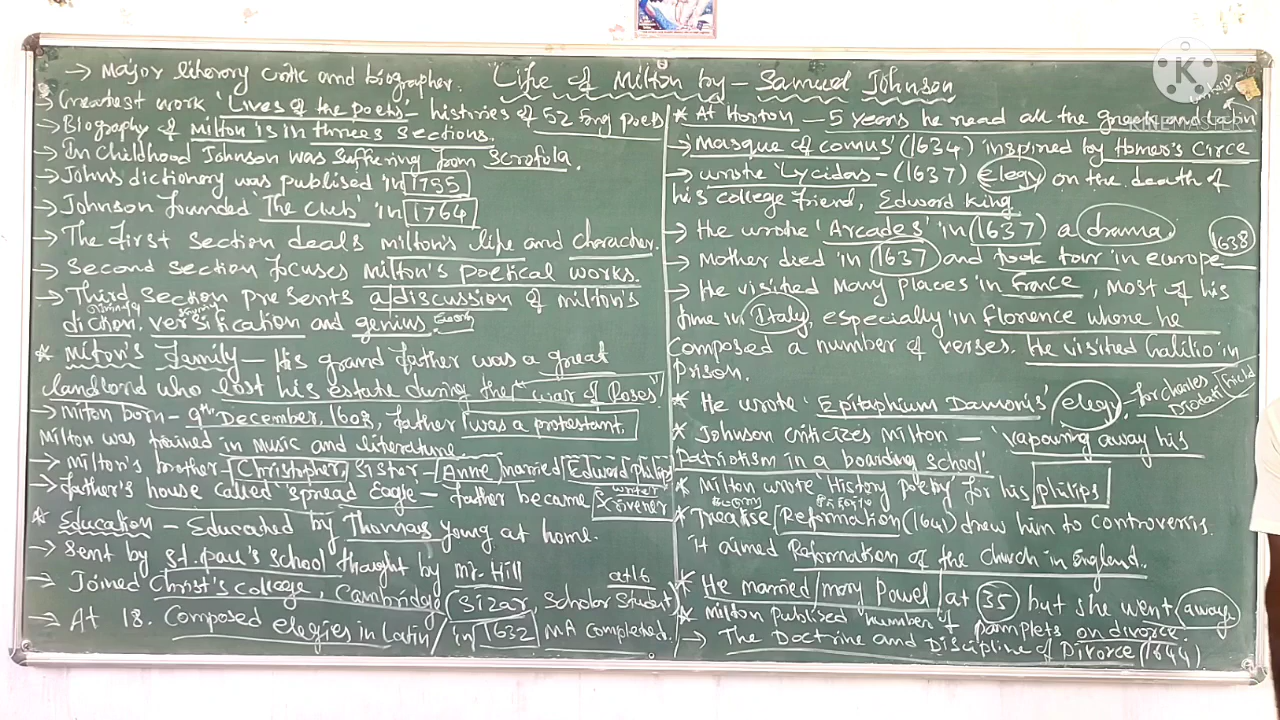 Life of Milton by - Samuel Johnson
→ Major literary critic and biographer.
→ Greatest work 'Lives of the poets' - histories of 52 Eng poets
→ Biography of Milton is in threes sections.
→ In childhood Johnson was suffering from scrofola.
→ Johns dictionery was publised in 1755
→ Johnson founded 'The Club' in 1764
→ The first section deals milton's life and character.
→ Second section focuses Milton's poetical works.
→ Third section presents a discussion of milton's
diction, versification and genius.
* Milton's Family - His grand father was a great
landlord who lost his estate during the "war of Roses"
→ Milton born - 9th December, 1608, father was a protestant.
Milton was trained in music and literature.
→ Milton's brother - Christopher, Sister - Anne married Edward Philips
→ father's house called 'spread Eagle - father became writer
Scrivener
* Education - Educated by Thomas young at home.
→ Sent by St. Paul's School thought by Mr. Hill
→ Joined Christ's college, Cambridge (Sizar, Scholar Student) at 16
→ At 18. Composed elegies in Latin / in 1632 MA completed.
* At Horton - 5 years he read all the greek and Latin
→ 'Masque of comus' (1634) inspired by Homer's Circe
→ wrote 'Lycidas - (1637) elegy on the death of
his college friend, Edward King
→ He wrote 'Arcades' in (1637) a drama.
→ Mother died in 1637 and took tour in europe 1638
→ He visited Many places in France, most of his
time in Italy, especially in Florence where he
composed a number of verses. He visited Galilio in
Prison.
* He wrote 'Epitaphium Damonis' elegy - for charles
Diodati friend
* Johnson criticizes Milton - 'vapouring away his
Patriotism in a boarding school'.
* Milton wrote 'History poetry' for his Philips
* Treatise Reformation (1641) drew him to controversis.
it aimed Reformation of the church in England.
* He married Mary Powel at 35 but she went away
* Milton Publised number of pamplets on divorce.
→ The Doctrine and Discipline of Divorce (1644)
KINEMASTER